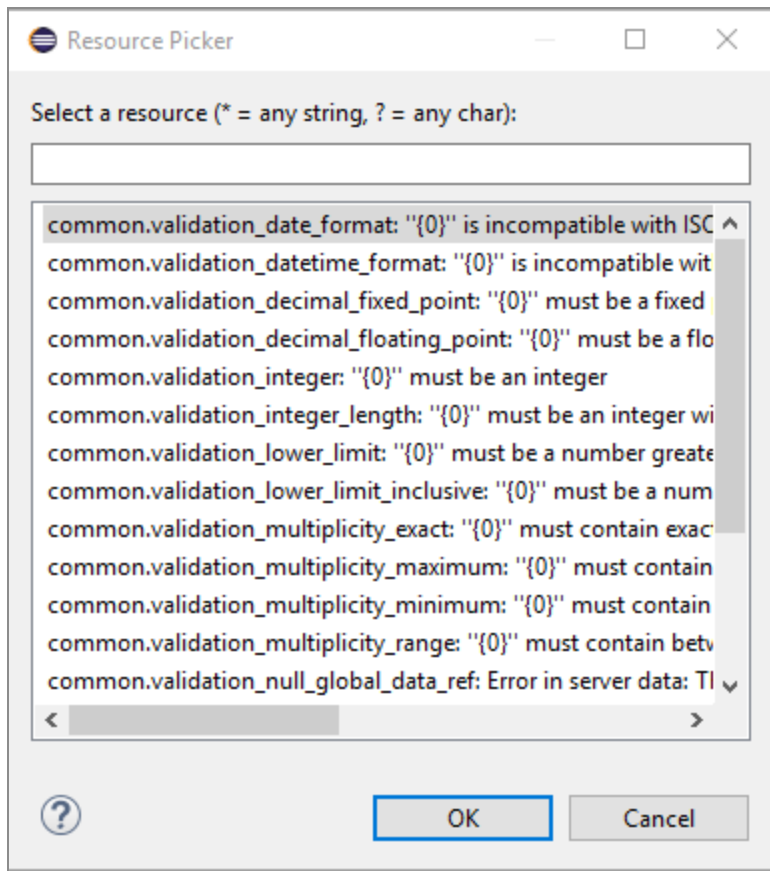 Resource Picker
Select a resource (* = any string, ? = any char):
common.validation_date_format: "{0}" is incompatible with ISO
common.validation_datetime_format: "{0}" is incompatible wit
common.validation_decimal_fixed_point: "{0}" must be a fixed
common.validation_decimal_floating_point: "{0}" must be a flo
common.validation_integer: "{0}" must be an integer
common.validation_integer_length: "{0}" must be an integer wi
common.validation_lower_limit: "{0}" must be a number greate
common.validation_lower_limit_inclusive: "{0}" must be a num
common.validation_multiplicity_exact: "{0}" must contain exac
common.validation_multiplicity_maximum: "{0}" must contain
common.validation_multiplicity_minimum: "{0}" must contain
common.validation_multiplicity_range: "{0}" must contain betw
common.validation_null_global_data_ref: Error in server data: Tl
?
OK Cancel